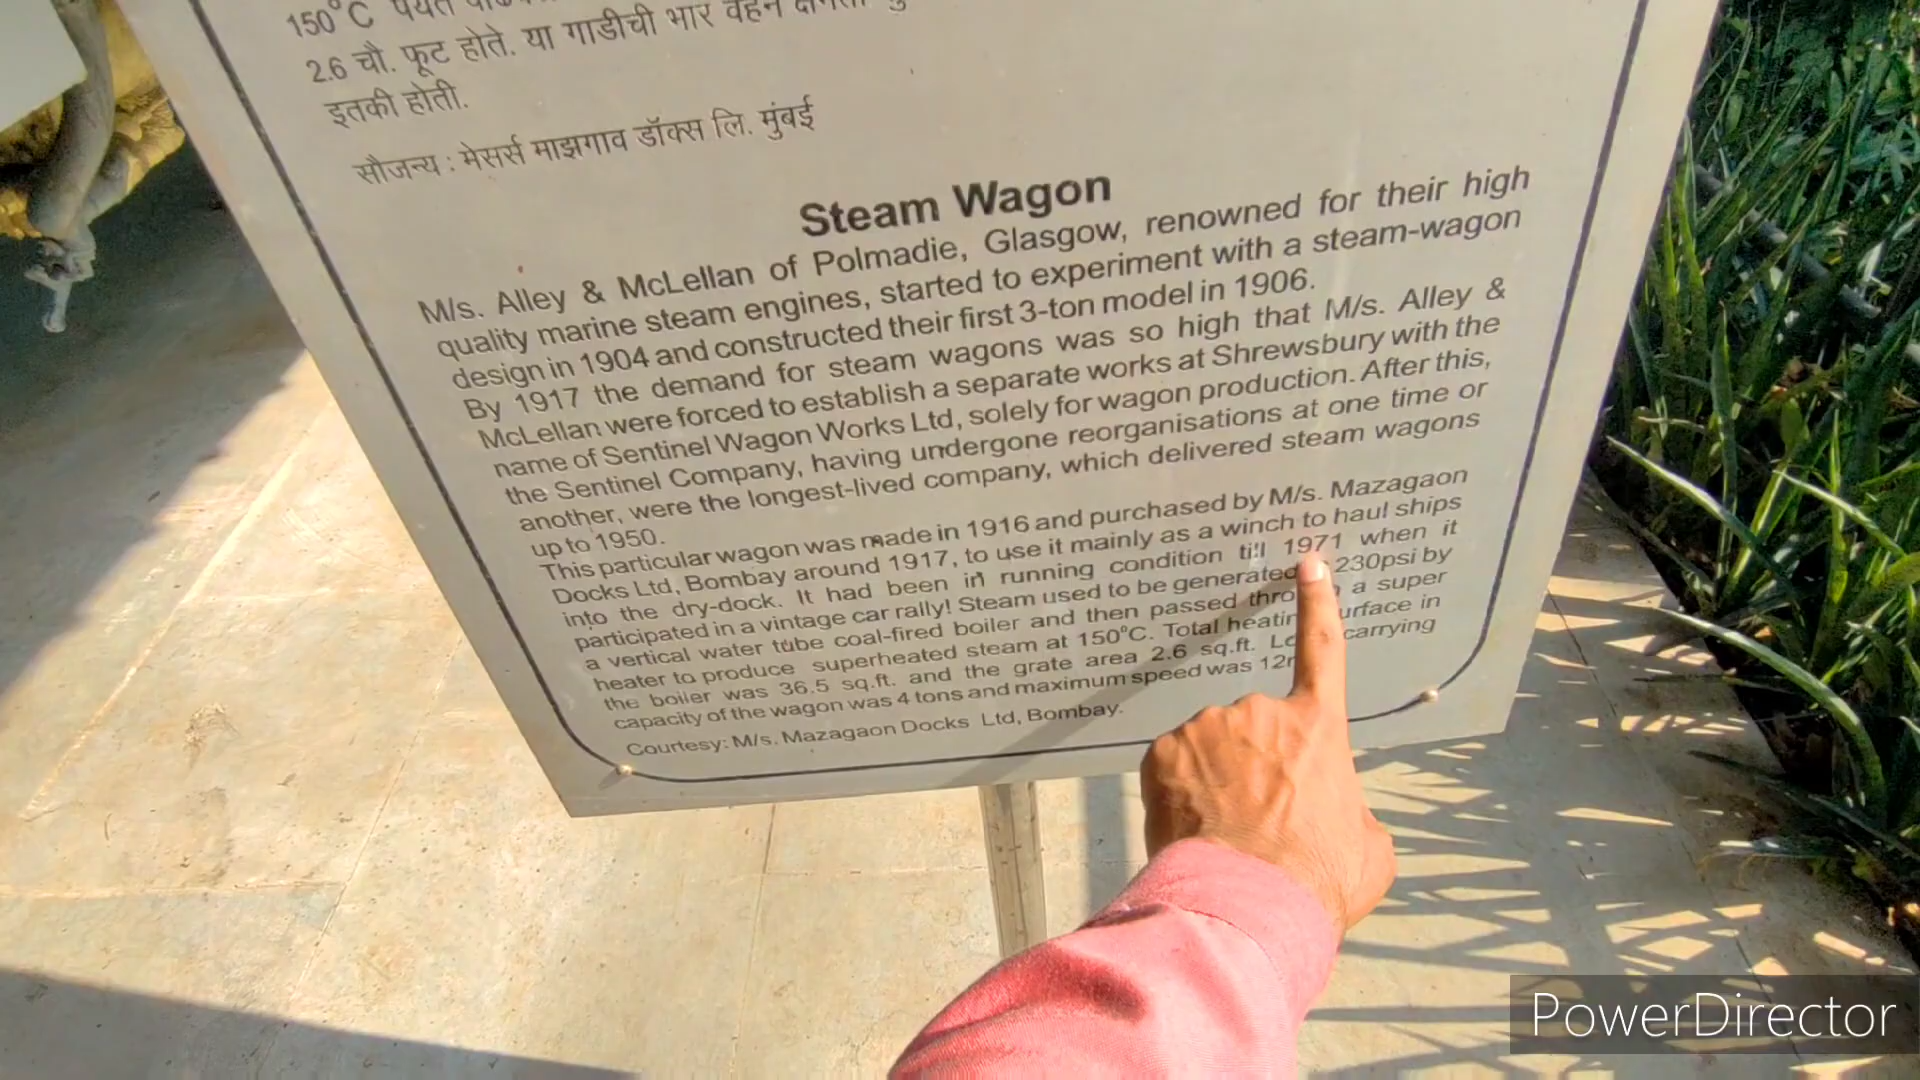 150°C पर्यंत
2.6 चौ. फूट होते. या गाडीची भार वहन
इतकी होती.
सौजन्य : मेसर्स माझगाव डॉक्स लि. मुंबई
Steam Wagon
M/s. Alley & McLellan of Polmadie, Glasgow, renowned for their high
quality marine steam engines, started to experiment with a steam-wagon
design in 1904 and constructed their first 3-ton model in 1906.
By 1917 the demand for steam wagons was so high that M/s. Alley &
McLellan were forced to establish a separate works at Shrewsbury with the
name of Sentinel Wagon Works Ltd, solely for wagon production. After this,
the Sentinel Company, having undergone reorganisations at one time or
another, were the longest-lived company, which delivered steam wagons
up to 1950.
This particular wagon was made in 1916 and purchased by M/s. Mazagaon
Docks Ltd, Bombay around 1917, to use it mainly as a winch to haul ships
into the dry-dock. It had been in running condition till 1971 when it
participated in a vintage car rally! Steam used to be generated 230psi by
a vertical water tube coal-fired boiler and then passed a super
heater to produce superheated steam at 150°C. Total in
the boiler was 36.5 sq.ft. and the grate area 2.6 sq.ft. carrying
capacity of the wagon was 4 tons and maximum speed was
Courtesy: M/s. Mazagaon Docks Ltd, Bombay.
PowerDirector